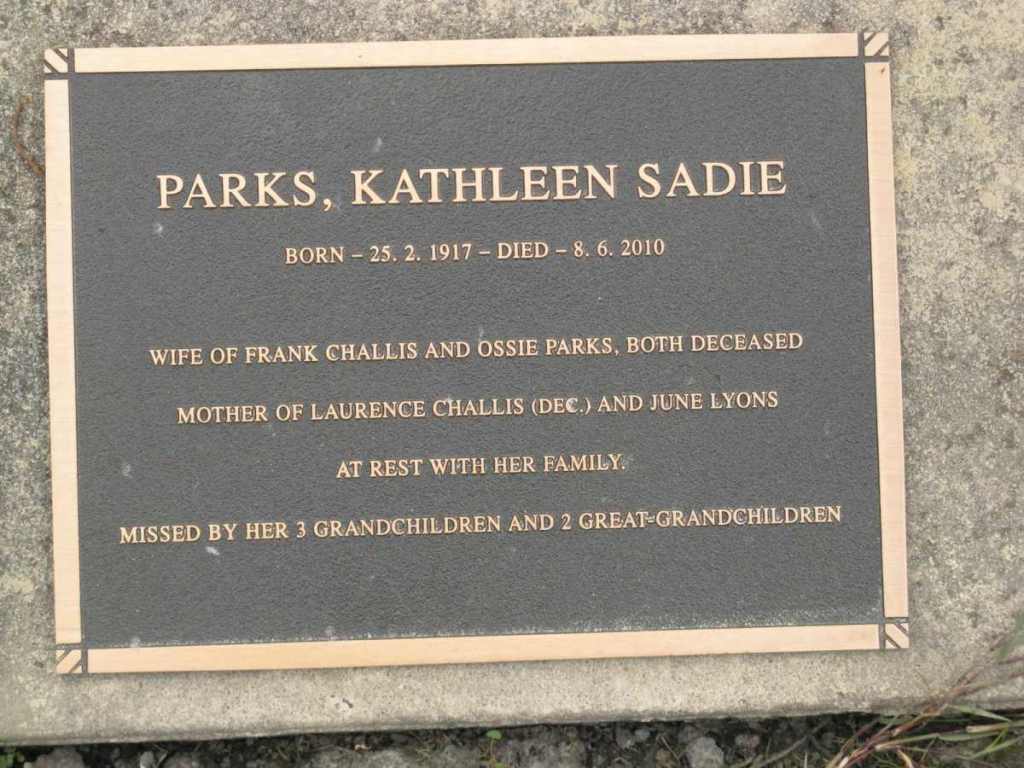 PARKS, KATHLEEN SADIE
BORN – 25. 2. 1917 – DIED – 8. 6. 2010
WIFE OF FRANK CHALLIS AND OSSIE PARKS, BOTH DECEASED
MOTHER OF LAURENCE CHALLIS (DEC.) AND JUNE LYONS
AT REST WITH HER FAMILY.
MISSED BY HER 3 GRANDCHILDREN AND 2 GREAT-GRANDCHILDREN